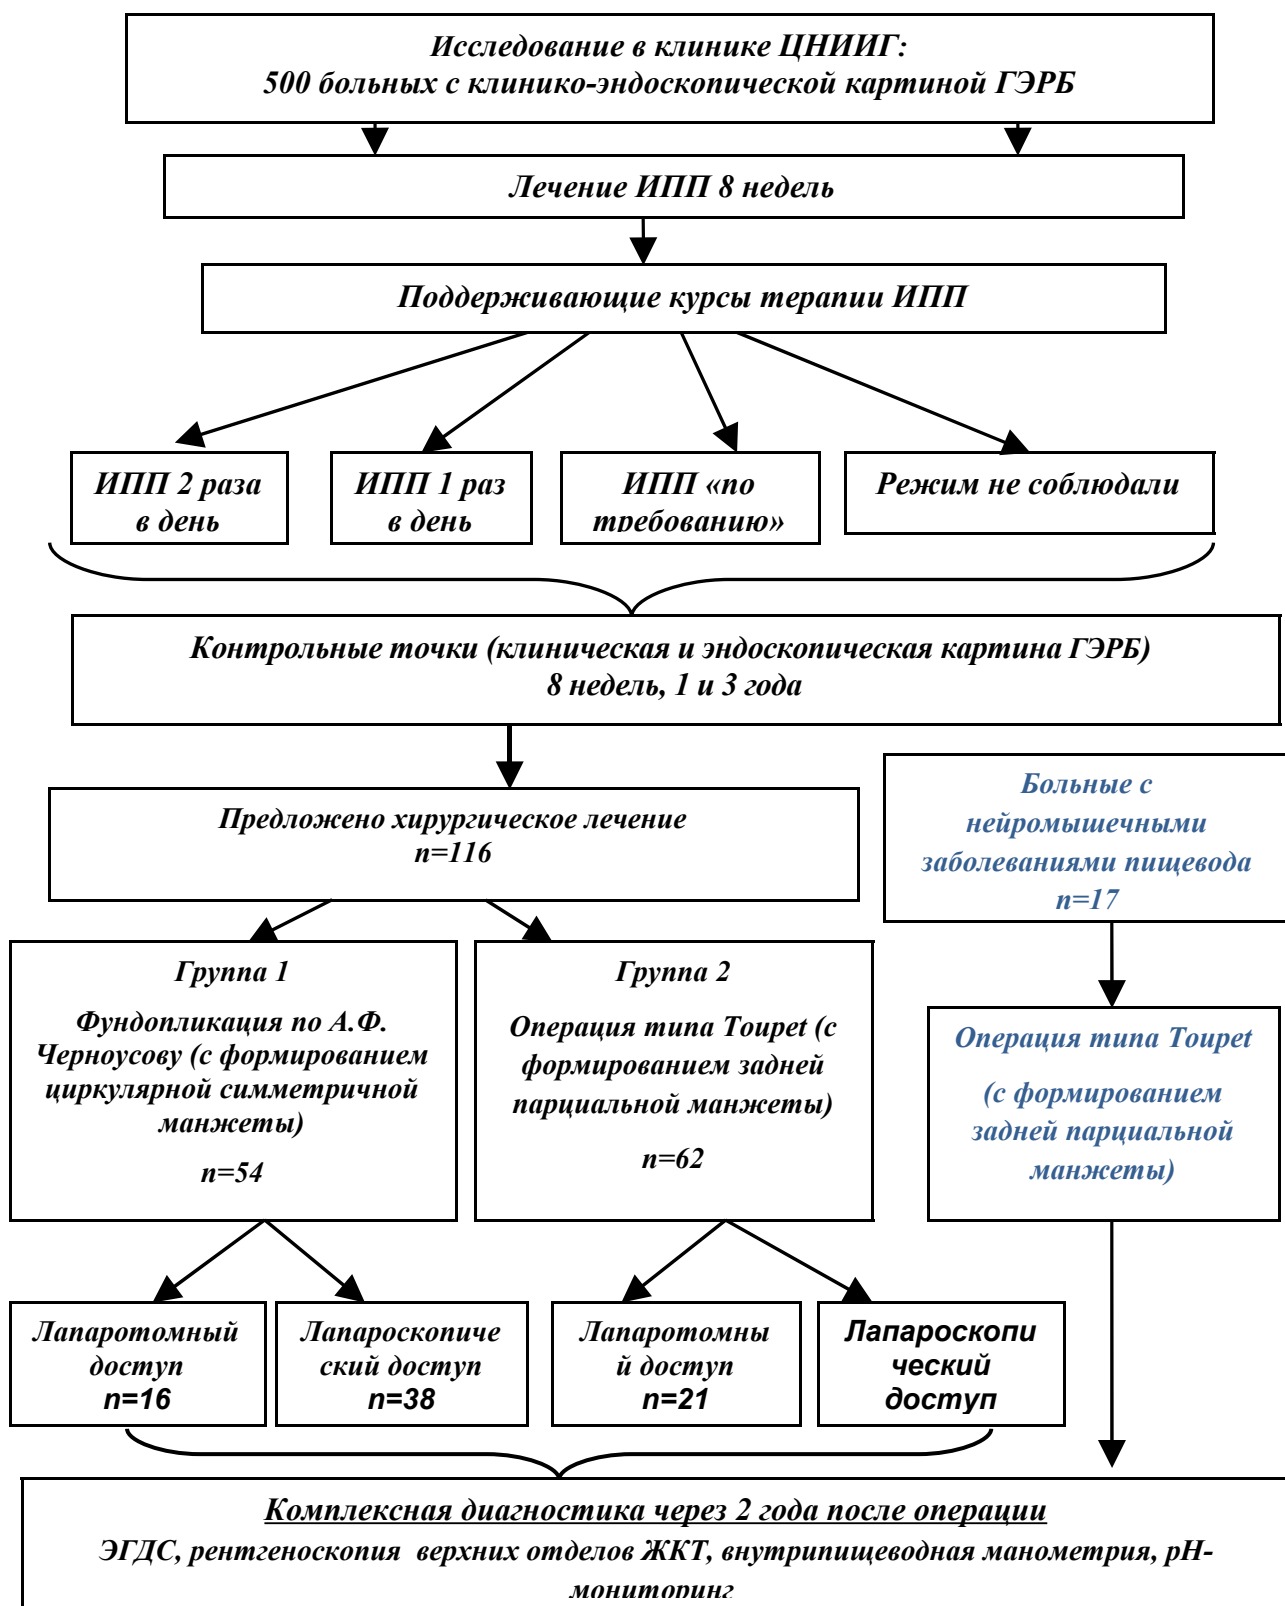 Исследование в клинике ЦНИИГ:
500 больных с клинико-эндоскопической картиной ГЭРБ
Лечение ИПП 8 недель
Поддерживающие курсы терапии ИПП
ИПП 2 раза
в день
ИПП 1 раз
в день
ИПП «по
требованию»
Режим не соблюдали
Контрольные точки (клиническая и эндоскопическая картина ГЭРБ)
8 недель, 1 и 3 года
Предложено хирургическое лечение
n=116
Больные с
нейромышечными
заболеваниями пищевода
n=17
Группа 1
Фундопликация по А.Ф.
Черноусову (с формированием
циркулярной симметричной
манжеты)
n=54
Группа 2
Операция типа Toupet (с
формированием задней
парциальной манжеты)
n=62
Операция типа Toupet
(с формированием
задней парциальной
манжеты)
Лапаротомный
доступ
n=16
Лапароскопиче
ский доступ
n=38
Лапаротомны
й доступ
n=21
Лапароскопи
ческий
доступ
Комплексная диагностика через 2 года после операции
ЭГДС, рентгеноскопия верхних отделов ЖКТ, внутрипищеводная манометрия, pH-
мониторинг